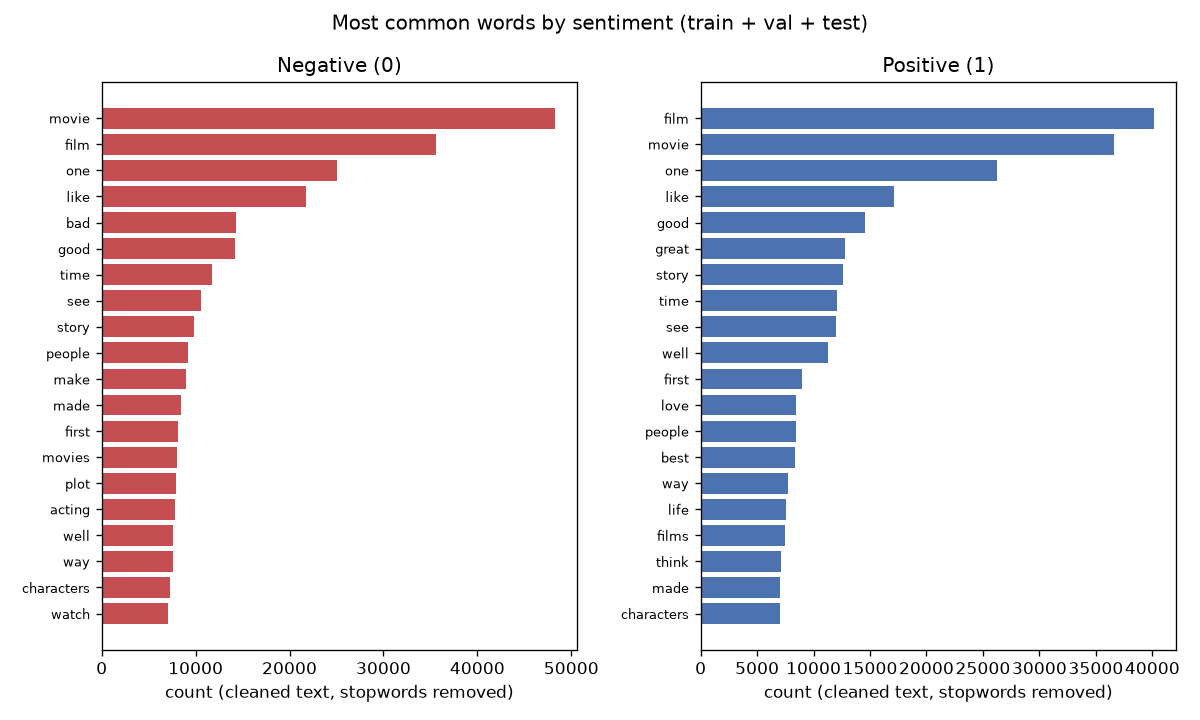 Most common words by sentiment (train + val + test)
Negative (0)
movie
film
one
like
bad
good
time
see
story
people
make
made
first
movies
plot
acting
well
way
characters
watch
0 10000 20000 30000 40000 50000
count (cleaned text, stopwords removed)
Positive (1)
film
movie
one
like
good
great
story
time
see
well
first
love
people
best
way
life
films
think
made
characters
0 5000 10000 15000 20000 25000 30000 35000 40000
count (cleaned text, stopwords removed)